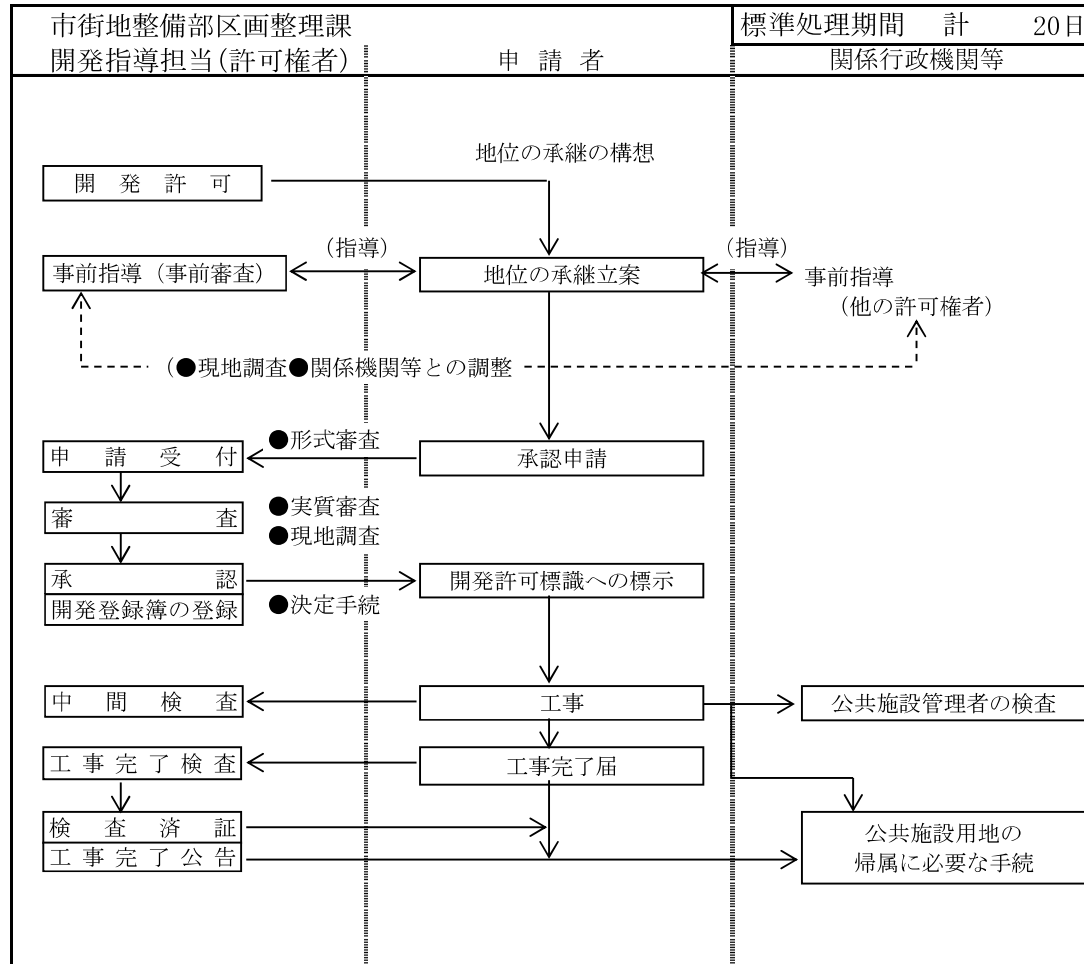 市街地整備部区画整理課
開発指導担当(許可権者)
申請者
標準処理期間 計 20日
関係行政機関等
地位の承継の構想
開発許可
(指導)
(指導)
事前指導(事前審査)
地位の承継立案
事前指導
(他の許可権者)
(●現地調査●関係機関等との調整
●形式審査
申請受付
承認申請
●実質審査
審査
●現地調査
承認
開発許可標識への標示
開発登録簿の登録
●決定手続
中間検査
工事
公共施設管理者の検査
工事完了検査
工事完了届
検査済証
工事完了公告
公共施設用地の
帰属に必要な手続